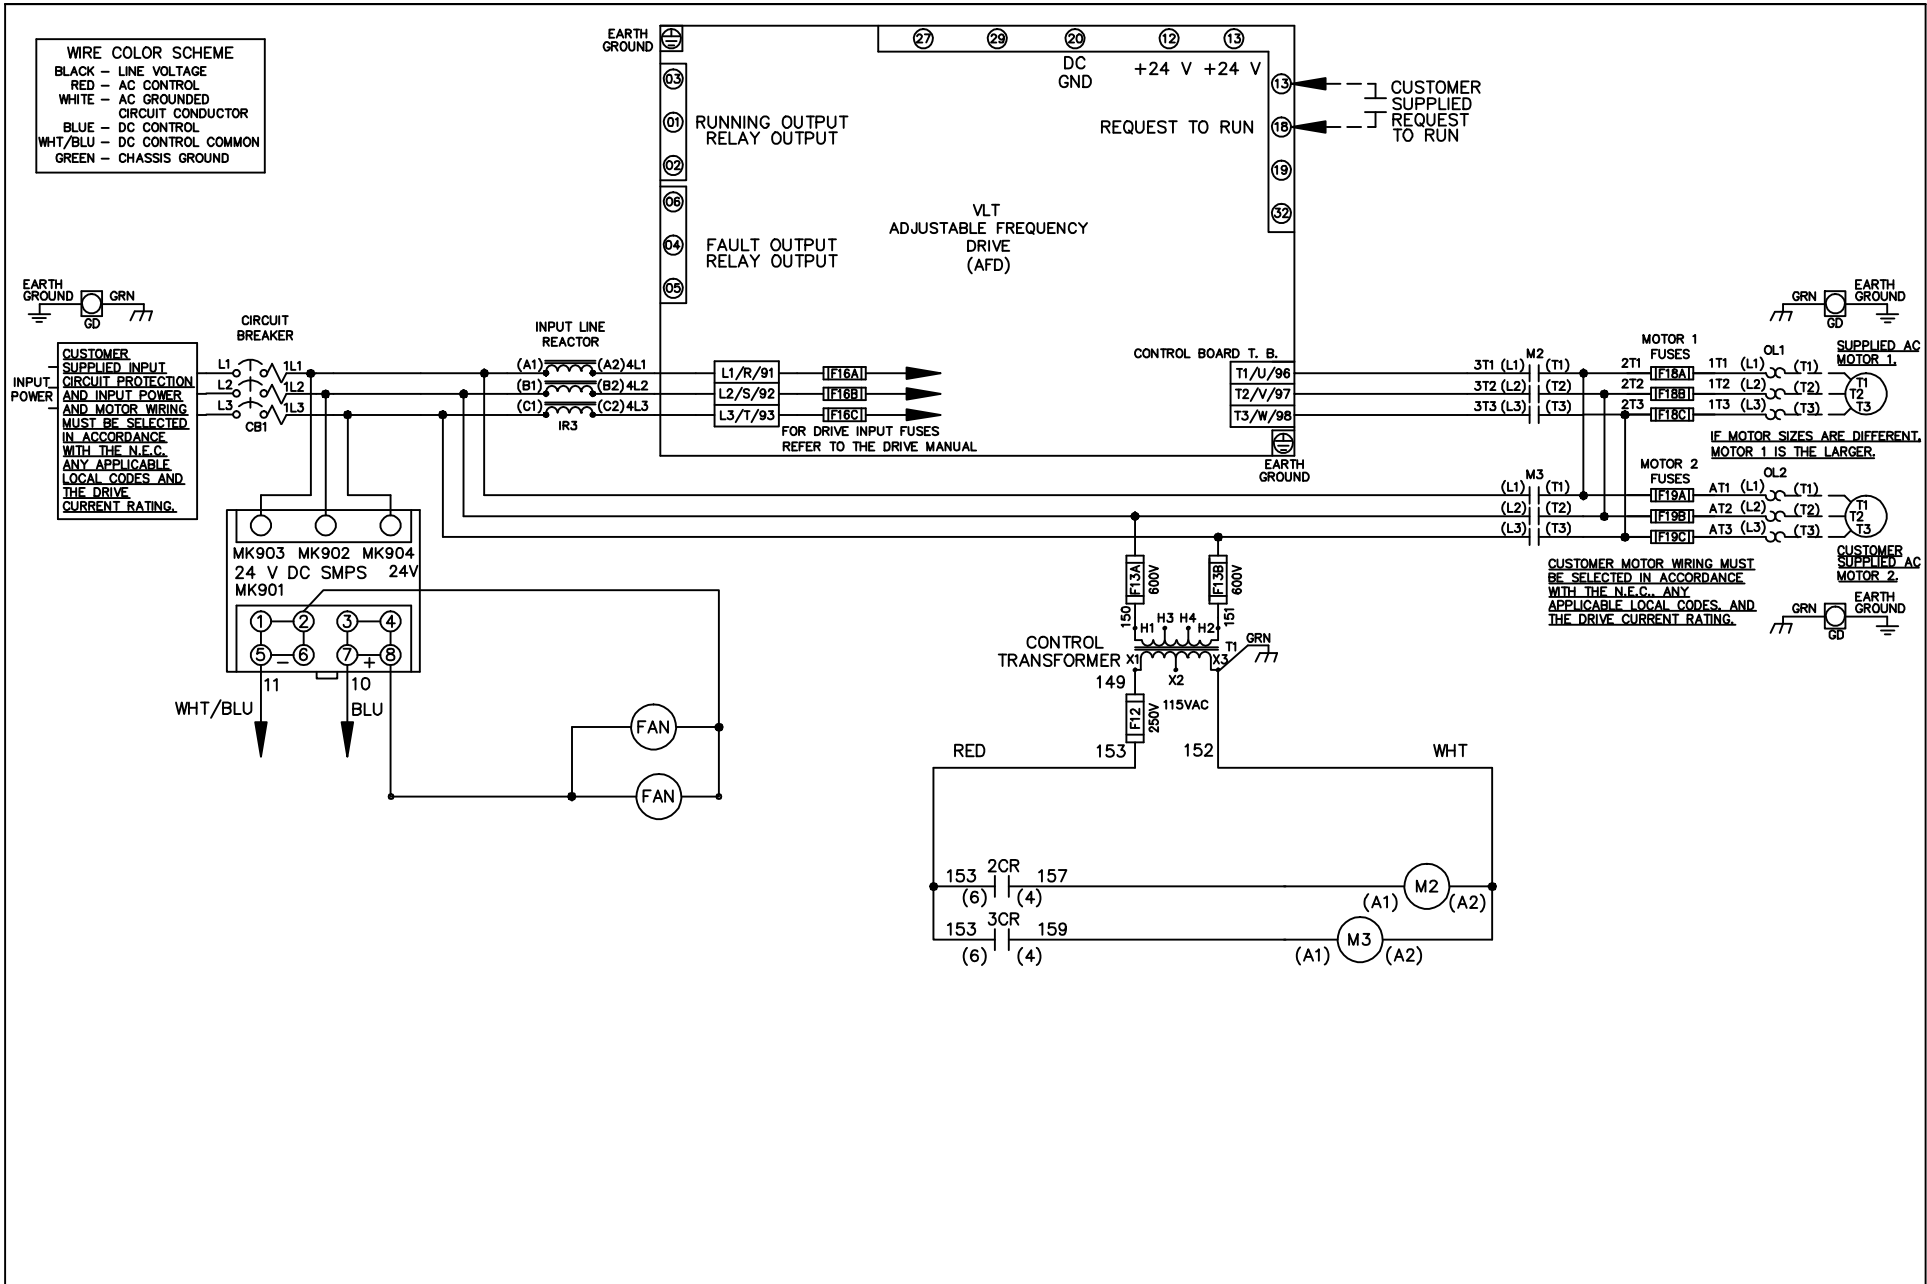 WIRE COLOR SCHEME
BLACK – LINE VOLTAGE
RED – AC CONTROL
WHITE – AC GROUNDED
CIRCUIT CONDUCTOR
BLUE – DC CONTROL
WHT/BLU – DC CONTROL COMMON
GREEN – CHASSIS GROUND
EARTH
GROUND
03
01
02
RUNNING OUTPUT
RELAY OUTPUT
06
04
05
FAULT OUTPUT
RELAY OUTPUT
27
29
20
12
13
DC
GND
+24 V
+24 V
13
18
19
32
REQUEST TO RUN
CUSTOMER
SUPPLIED
REQUEST
TO RUN
VLT
ADJUSTABLE FREQUENCY
DRIVE
(AFD)
EARTH
GROUND
GRN
GD
INPUT
POWER
CUSTOMER
SUPPLIED INPUT
CIRCUIT PROTECTION
AND INPUT POWER
AND MOTOR WIRING
MUST BE SELECTED
IN ACCORDANCE
WITH THE N.E.C.
ANY APPLICABLE
LOCAL CODES AND
THE DRIVE
CURRENT RATING.
CIRCUIT
BREAKER
L1
1L1
L2
1L2
L3
1L3
CB1
INPUT LINE
REACTOR
(A1)
(A2)
4L1
(B1)
(B2)
4L2
(C1)
(C2)
4L3
IR3
L1/R/91
F16A
L2/S/92
F16B
L3/T/93
F16C
FOR DRIVE INPUT FUSES
REFER TO THE DRIVE MANUAL
CONTROL BOARD T. B.
T1/U/96
T2/V/97
T3/W/98
EARTH
GROUND
M2
3T1 (L1) (T1)
3T2 (L2) (T2)
3T3 (L3) (T3)
MOTOR 1
FUSES
2T1
F18A
1T1 (L1)
2T2
F18B
1T2 (L2)
2T3
F18C
1T3 (L3)
OL1
(T1)
(T2)
(T3)
T1
T2
T3
GRN
EARTH
GROUND
GD
SUPPLIED AC
MOTOR 1.
IF MOTOR SIZES ARE DIFFERENT,
MOTOR 1 IS THE LARGER.
M3
(L1) (T1)
(L2) (T2)
(L3) (T3)
MOTOR 2
FUSES
F19A
AT1 (L1)
F19B
AT2 (L2)
F19C
AT3 (L3)
OL2
(T1)
(T2)
(T3)
T1
T2
T3
CUSTOMER
SUPPLIED AC
MOTOR 2.
CUSTOMER MOTOR WIRING MUST
BE SELECTED IN ACCORDANCE
WITH THE N.E.C., ANY
APPLICABLE LOCAL CODES, AND
THE DRIVE CURRENT RATING.
GRN
EARTH
GROUND
GD
MK903 MK902 MK904
24 V DC SMPS 24V
MK901
1
2
3
4
5
–
6
7
+
8
11
10
WHT/BLU
BLU
FAN
FAN
F13A
600V
F13B
600V
150
151
H1
H3
H4
H2
CONTROL
TRANSFORMER
T1
GRN
X1
X3
X2
149
F12
250V
115VAC
153
152
RED
WHT
153
2CR
157
(6)
(4)
M2
(A1)
(A2)
153
3CR
159
(6)
(4)
M3
(A1)
(A2)